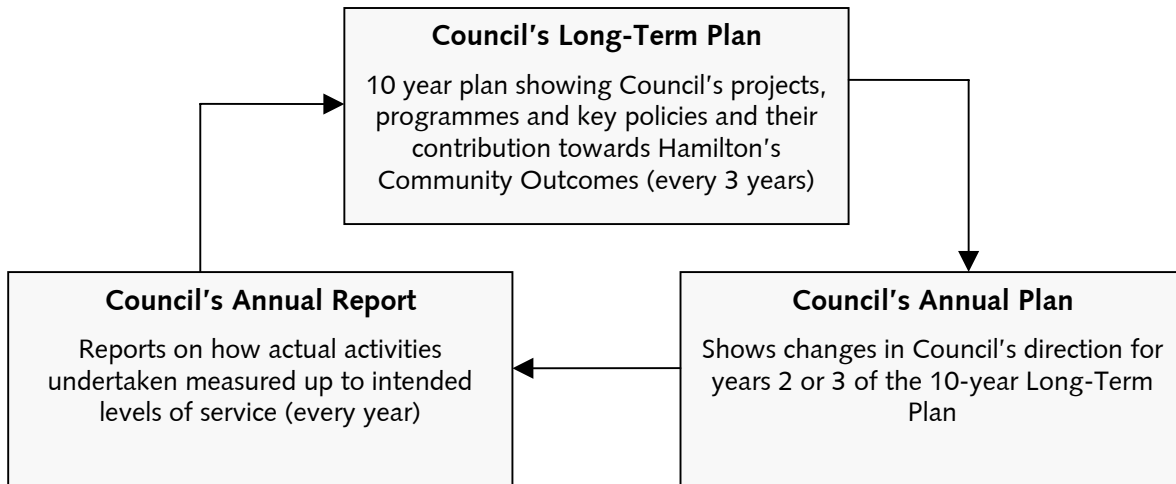 Council's Long-Term Plan
10 year plan showing Council's projects,
programmes and key policies and their
contribution towards Hamilton's
Community Outcomes (every 3 years)
Council's Annual Report
Reports on how actual activities
undertaken measured up to intended
levels of service (every year)
Council's Annual Plan
Shows changes in Council's direction for
years 2 or 3 of the 10-year Long-Term
Plan